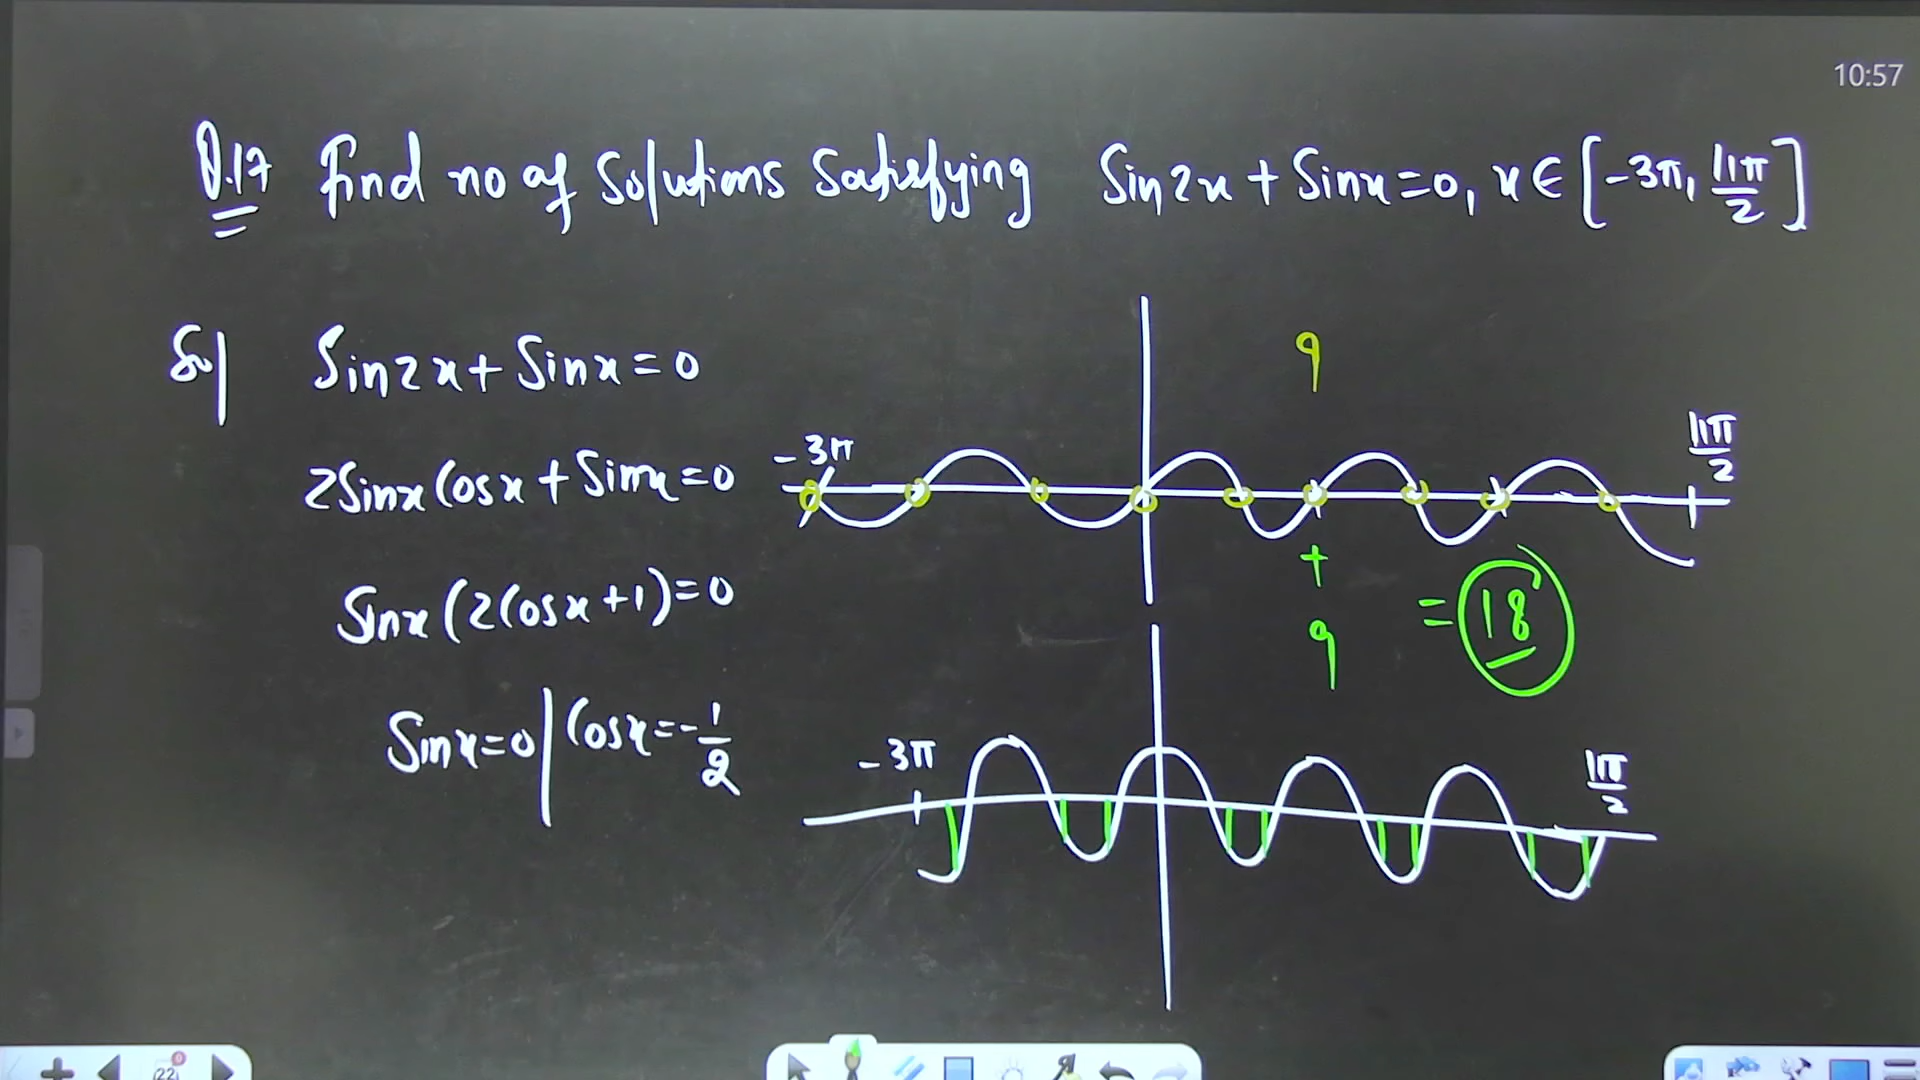 10:57
Q.17 Find no of Solutions Satisfying Sin2x + Sinx = 0, x ∈ [-3π, 11π/2]
Sol Sin2x + Sinx = 0
2Sinx Cosx + Sinx = 0
Sinx (2Cosx + 1) = 0
Sinx = 0 | Cosx = -1/2
9
-3π 11π/2
+
9 = 18
-3π 11π/2
22